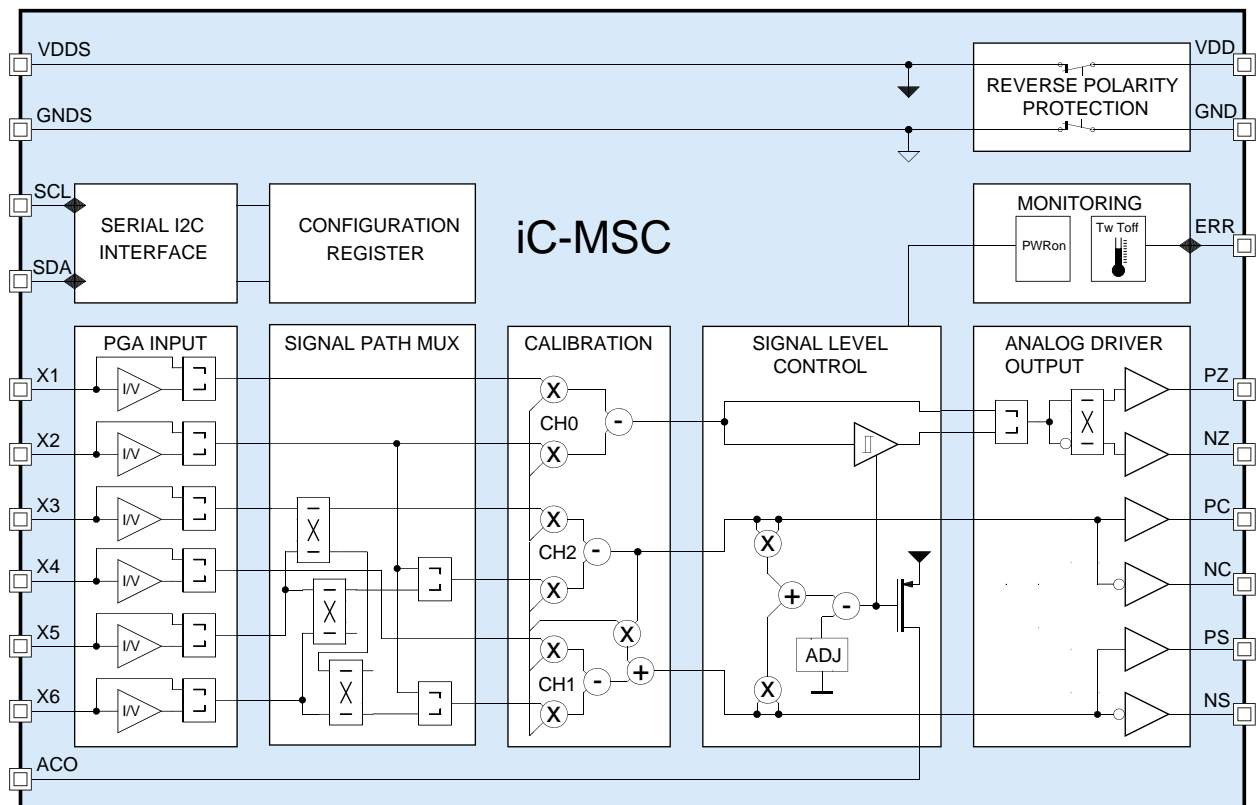 VDDS
VDD
REVERSE POLARITY
PROTECTION
GNDS
GND
SCL
SERIAL I2C
INTERFACE
CONFIGURATION
REGISTER
iC-MSC
MONITORING
PWRon
Tw Toff
ERR
SDA
PGA INPUT
SIGNAL PATH MUX
CALIBRATION
SIGNAL LEVEL
CONTROL
ANALOG DRIVER
OUTPUT
X1
I/V
X
CH0
-
PZ
X2
I/V
X
X
NZ
X3
I/V
X
X
CH2
-
X
PC
X4
I/V
X
X
+
-
NC
X5
I/V
X
X
X
ADJ
PS
X6
I/V
X
CH1
-
+
X
NS
ACO